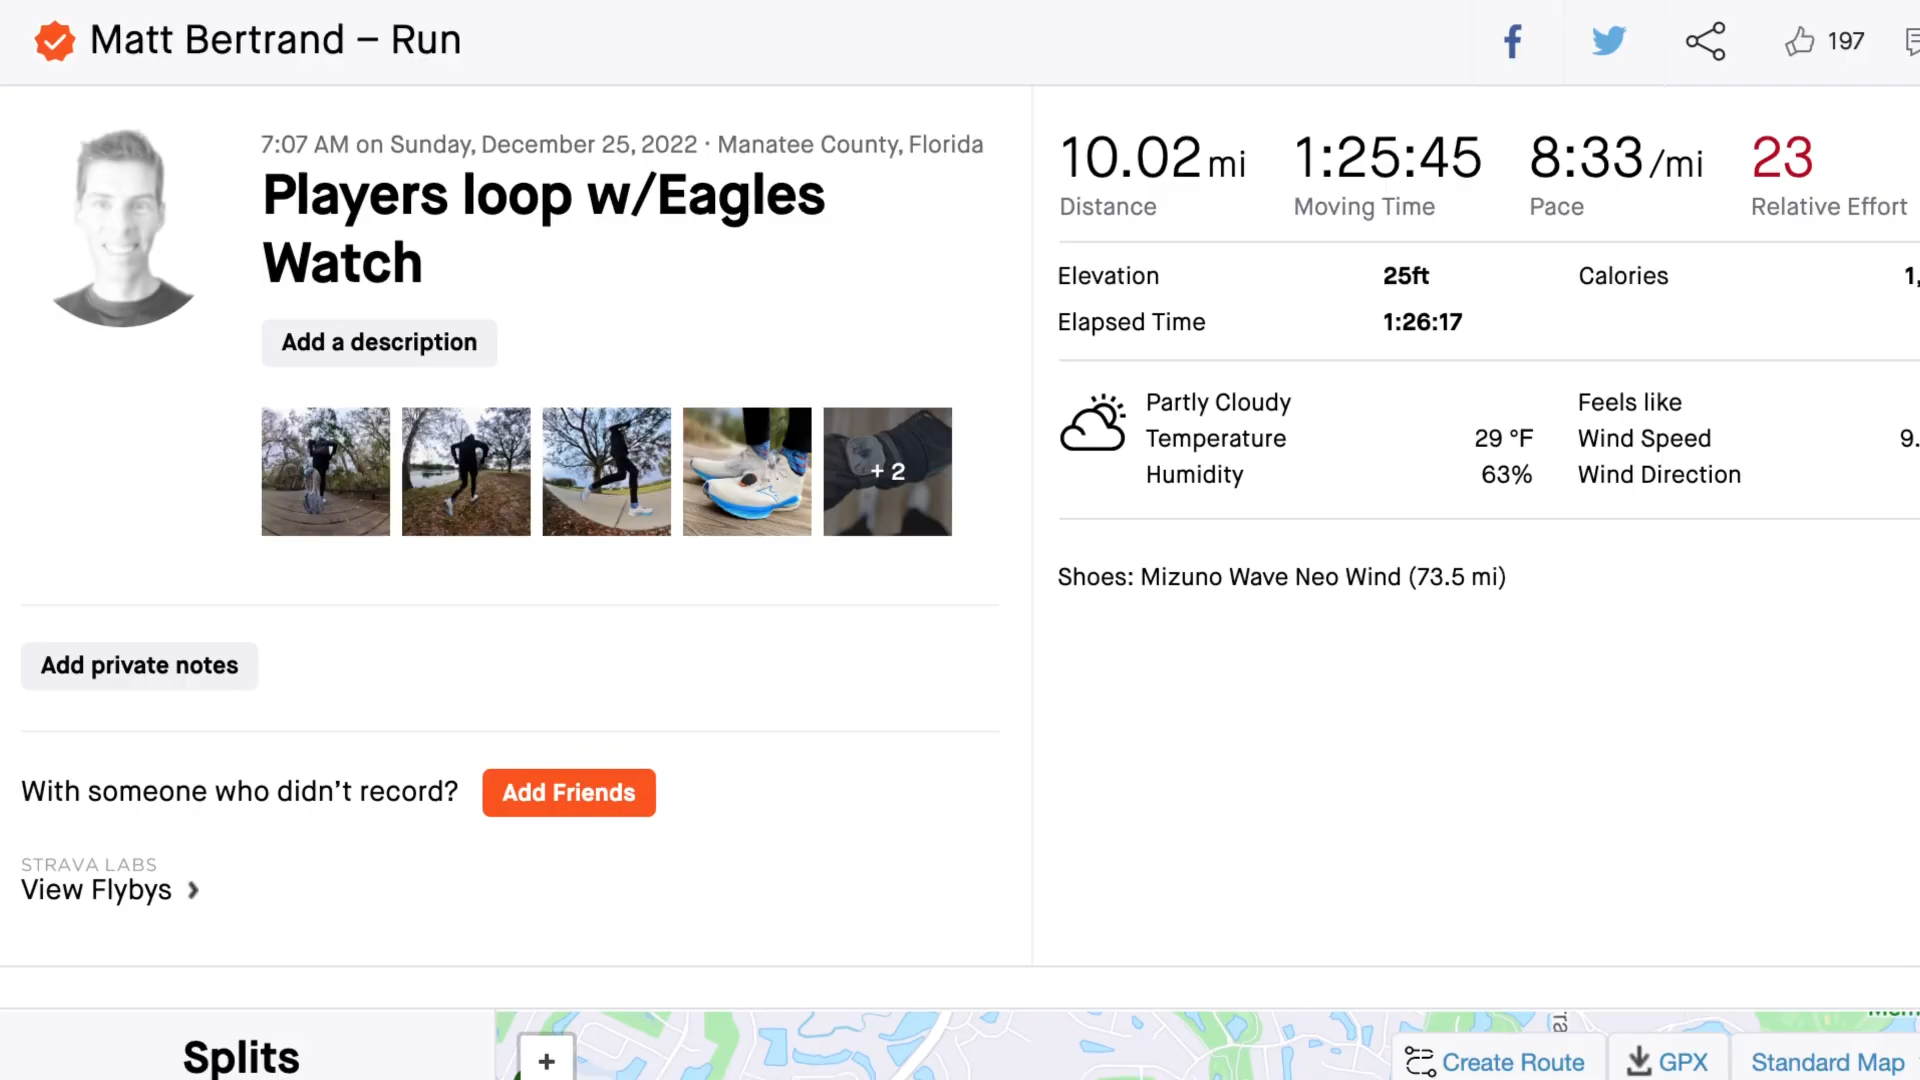 Matt Bertrand – Run
197
7:07 AM on Sunday, December 25, 2022 · Manatee County, Florida
Players loop w/Eagles
Watch
Add a description
+ 2
Add private notes
With someone who didn't record?
Add Friends
STRAVA LABS
View Flybys
10.02 mi 1:25:45 8:33 /mi 23
Distance Moving Time Pace Relative Effort
Elevation 25ft Calories 1,
Elapsed Time 1:26:17
Partly Cloudy Feels like
Temperature 29 °F Wind Speed 9.
Humidity 63% Wind Direction
Shoes: Mizuno Wave Neo Wind (73.5 mi)
Splits
+
Create Route GPX Standard Map